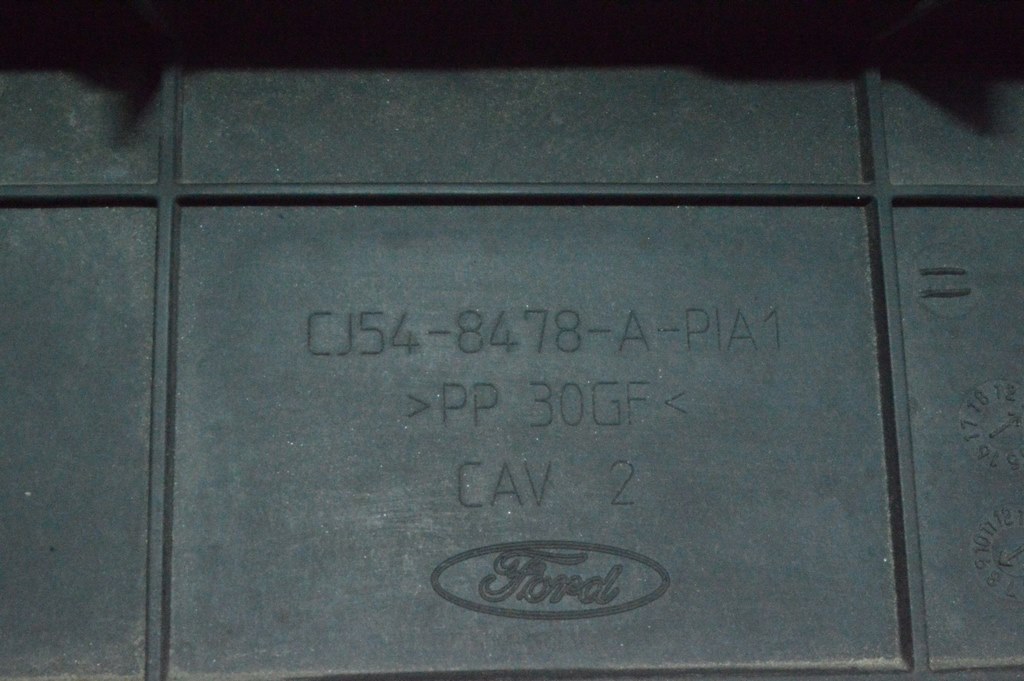 CJ54-8478-A-PIA1
>PP 30GF<
CAV 2
Ford